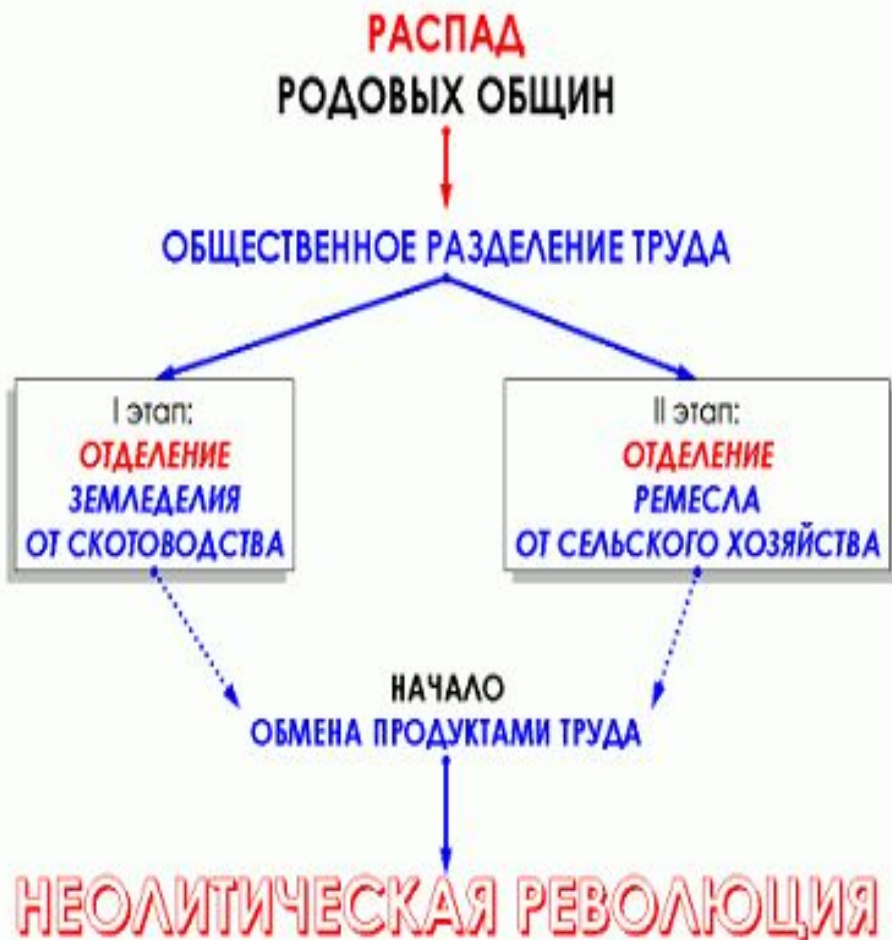 РАСПАД
РОДОВЫХ ОБЩИН
ОБЩЕСТВЕННОЕ РАЗДЕЛЕНИЕ ТРУДА
I этап:
ОТДЕЛЕНИЕ
ЗЕМЛЕДЕЛИЯ
ОТ СКОТОВОДСТВА
II этап:
ОТДЕЛЕНИЕ
РЕМЕСЛА
ОТ СЕЛЬСКОГО ХОЗЯЙСТВА
НАЧАЛО
ОБМЕНА ПРОДУКТАМИ ТРУДА
НЕОЛИТИЧЕСКАЯ РЕВОЛЮЦИЯ